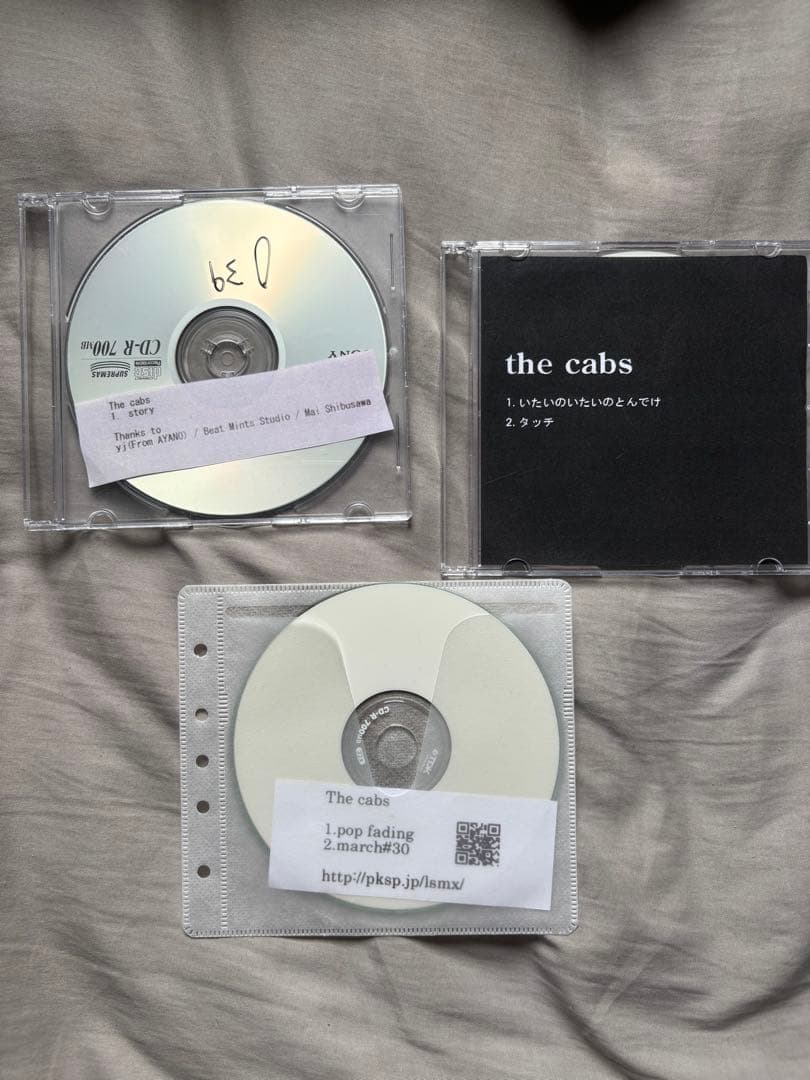 CD-R 700MB
SUPREMAS
SONY
The cabs
1. story
Thanks to
yj(From AYANO) / Beat Mints Studio / Mai Shibusawa
the cabs
1. いたいのいたいのとんでけ
2. タッチ
CD-R 700MB
TDK
The cabs
1.pop fading
2.march#30
http://pksp.jp/lsmx/